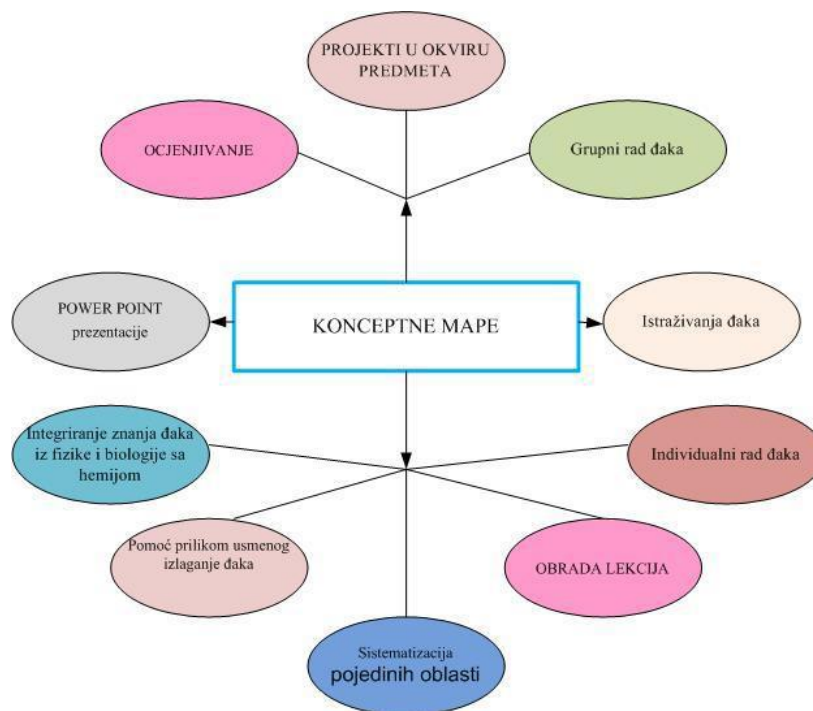 PROJEKTI U OKVIRU
PREDMETA
OCJENJIVANJE
Grupni rad đaka
POWER POINT
prezentacije
KONCEPTNE MAPE
Istraživanja đaka
Integriranje znanja đaka
iz fizike i biologije sa
hemijom
Individualni rad đaka
Pomoć prilikom usmenog
izlaganje đaka
OBRADA LEKCIJA
Sistematizacija
pojedinih oblasti